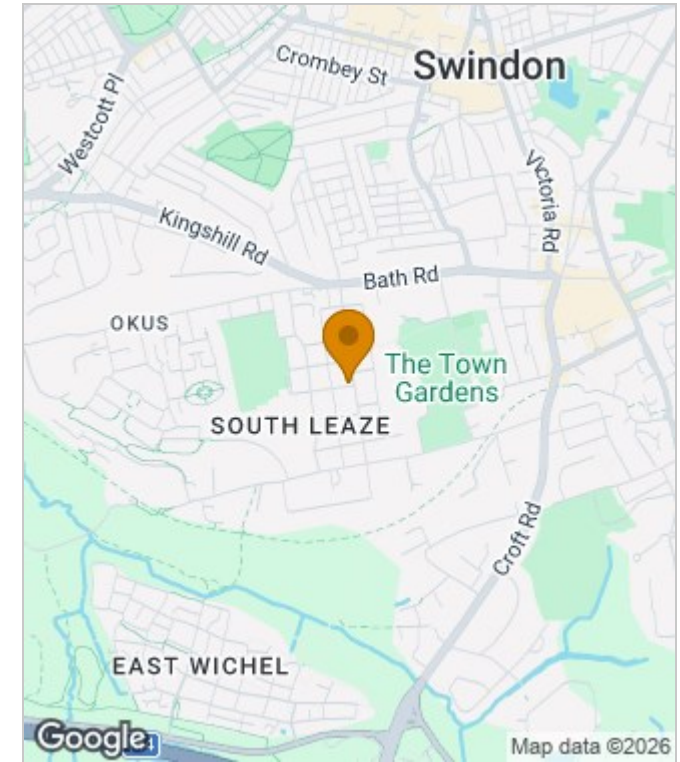 Crombey St
Swindon
Westcott Pl
Victoria Rd
Kingshill Rd
Bath Rd
OKUS
The Town
Gardens
SOUTH LEAZE
Croft Rd
EAST WICHEL
Google
Map data ©2026